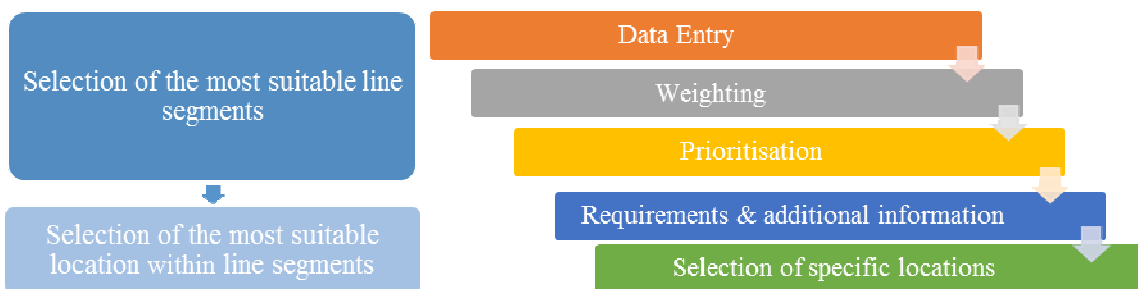 Selection of the most suitable line
segments
Selection of the most suitable
location within line segments
Data Entry
Weighting
Prioritisation
Requirements & additional information
Selection of specific locations